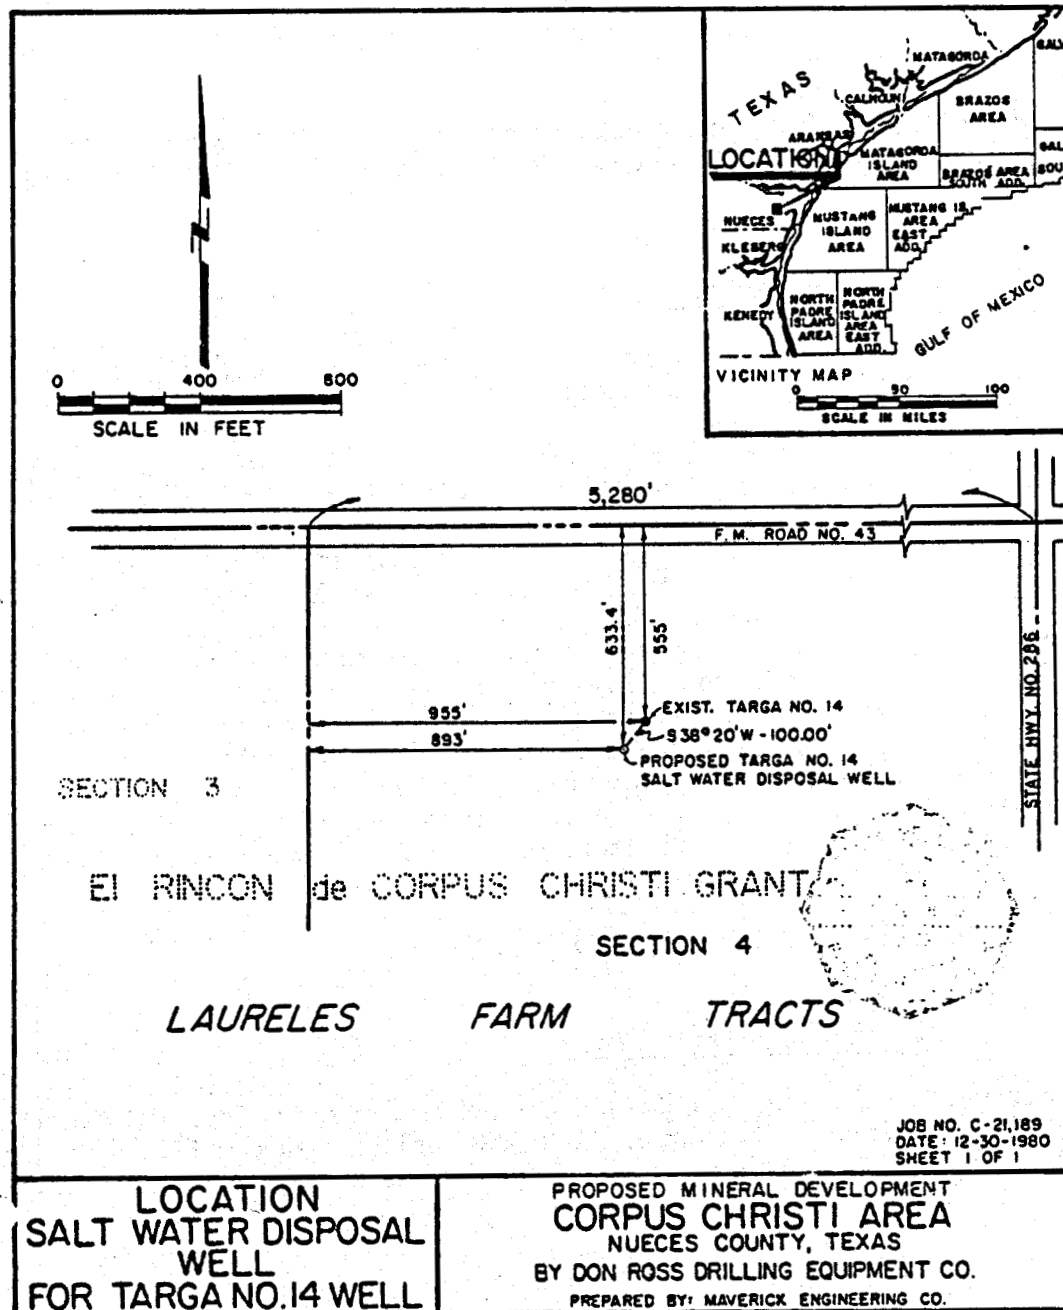 TEXAS
MATAGORDA
CALHOUN
ARANSAS
BRAZOS
AREA
LOCATION
MATAGORDA
ISLAND
AREA
BRAZOS AREA
SOUTH ADD.
NUECES
KLEBERG
KENEDY
MUSTANG
ISLAND
AREA
MUSTANG IS.
AREA
EAST
ADD.
NORTH
PADRE
ISLAND
AREA
NORTH
PADRE
ISLAND
AREA
EAST
ADD.
GULF OF MEXICO
VICINITY MAP
0 50 100
SCALE IN MILES
N
0 400 800
SCALE IN FEET
5,280'
F. M. ROAD NO. 43
633.4'
555'
STATE HWY. NO. 286
955'
893'
EXIST. TARGA NO. 14
S38°20'W - 100.00'
PROPOSED TARGA NO. 14
SALT WATER DISPOSAL WELL
SECTION 3
El RINCON de CORPUS CHRISTI GRANT
SECTION 4
LAURELES FARM TRACTS
JOB NO. C-21,189
DATE: 12-30-1980
SHEET 1 OF 1
LOCATION
SALT WATER DISPOSAL
WELL
FOR TARGA NO.14 WELL
PROPOSED MINERAL DEVELOPMENT
CORPUS CHRISTI AREA
NUECES COUNTY, TEXAS
BY DON ROSS DRILLING EQUIPMENT CO.
PREPARED BY: MAVERICK ENGINEERING CO.